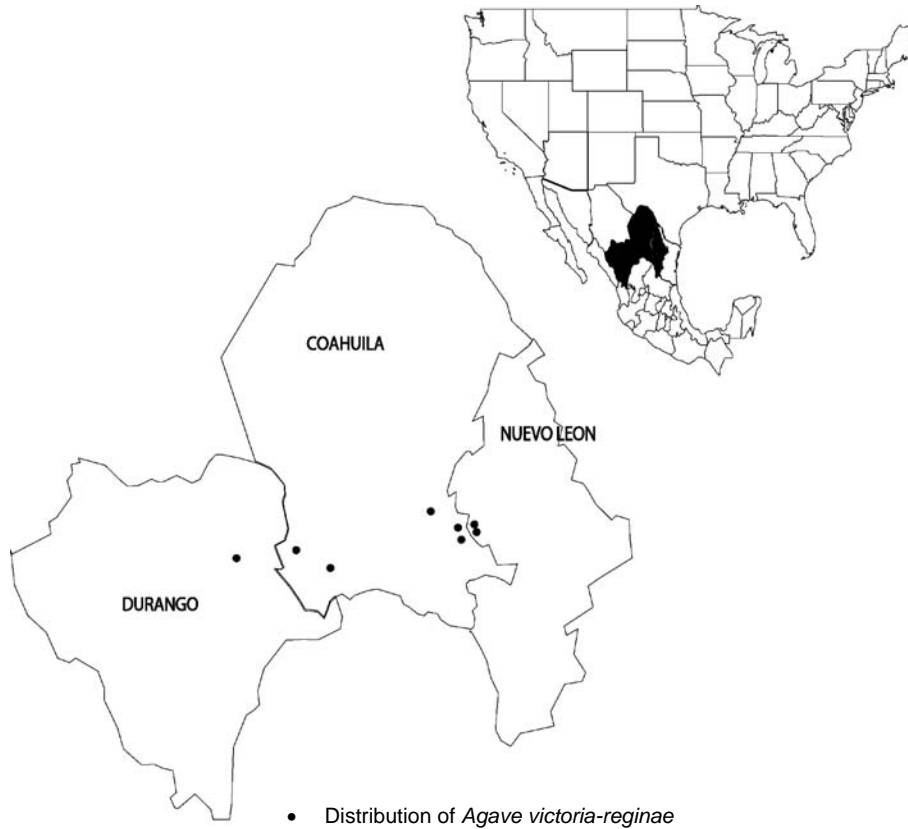 COAHUILA
NUEVO LEON
DURANGO
• Distribution of Agave victoria-reginae